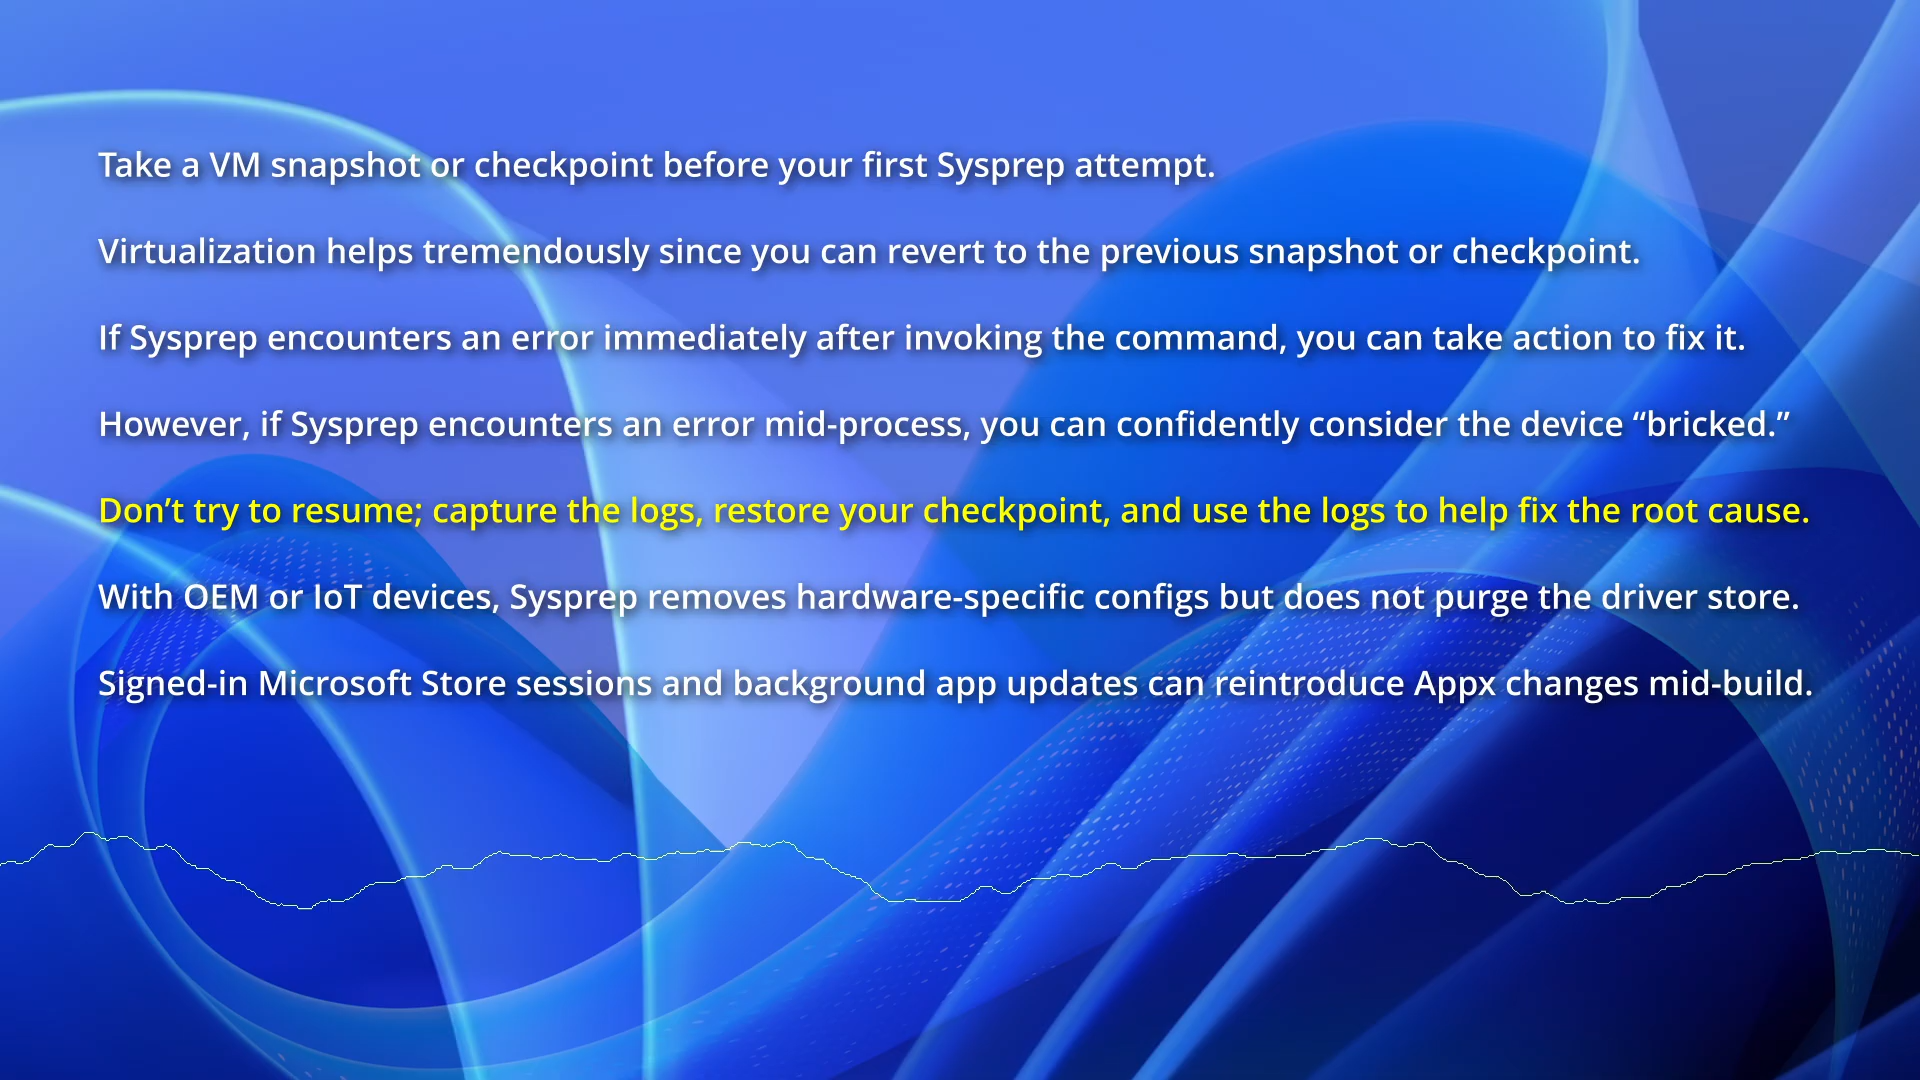 Take a VM snapshot or checkpoint before your first Sysprep attempt.
Virtualization helps tremendously since you can revert to the previous snapshot or checkpoint.
If Sysprep encounters an error immediately after invoking the command, you can take action to fix it.
However, if Sysprep encounters an error mid-process, you can confidently consider the device “bricked.”
Don’t try to resume; capture the logs, restore your checkpoint, and use the logs to help fix the root cause.
With OEM or IoT devices, Sysprep removes hardware-specific configs but does not purge the driver store.
Signed-in Microsoft Store sessions and background app updates can reintroduce Appx changes mid-build.